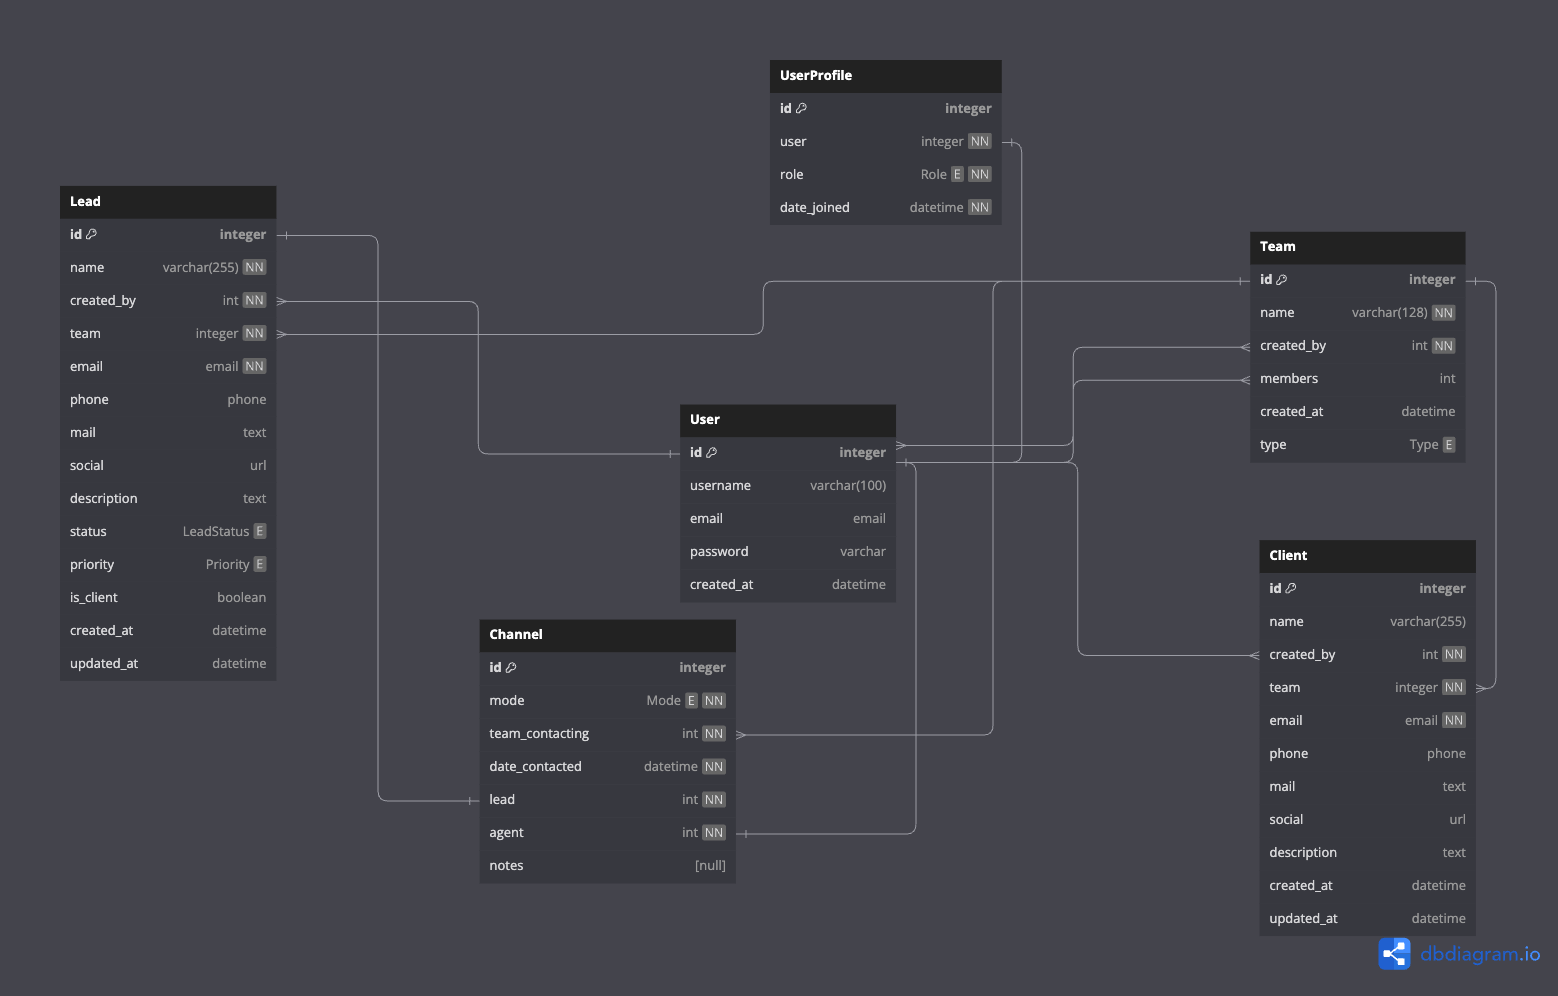 UserProfile
id integer
user integer NN
role Role E NN
date_joined datetime NN
Lead
id integer
name varchar(255) NN
created_by int NN
team integer NN
email email NN
phone phone
mail text
social url
description text
status LeadStatus E
priority Priority E
is_client boolean
created_at datetime
updated_at datetime
Team
id integer
name varchar(128) NN
created_by int NN
members int
created_at datetime
type Type E
User
id integer
username varchar(100)
email email
password varchar
created_at datetime
Channel
id integer
mode Mode E NN
team_contacting int NN
date_contacted datetime NN
lead int NN
agent int NN
notes [null]
Client
id integer
name varchar(255)
created_by int NN
team integer NN
email email NN
phone phone
mail text
social url
description text
created_at datetime
updated_at datetime
dbdiagram.io